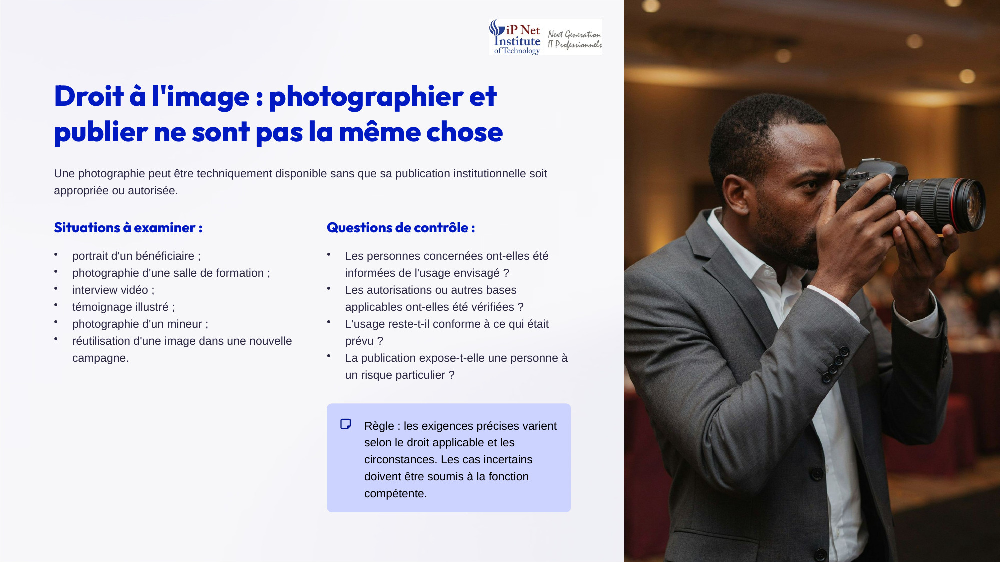 iP Net
Institute
of Technology
Next Generation
IT Professionnels
Droit à l'image : photographier et
publier ne sont pas la même chose
Une photographie peut être techniquement disponible sans que sa publication institutionnelle soit
appropriée ou autorisée.
Situations à examiner :
• portrait d'un bénéficiaire ;
• photographie d'une salle de formation ;
• interview vidéo ;
• témoignage illustré ;
• photographie d'un mineur ;
• réutilisation d'une image dans une nouvelle
campagne.
Questions de contrôle :
• Les personnes concernées ont-elles été
informées de l'usage envisagé ?
• Les autorisations ou autres bases
applicables ont-elles été vérifiées ?
• L'usage reste-t-il conforme à ce qui était
prévu ?
• La publication expose-t-elle une personne à
un risque particulier ?
Règle : les exigences précises varient
selon le droit applicable et les
circonstances. Les cas incertains
doivent être soumis à la fonction
compétente.